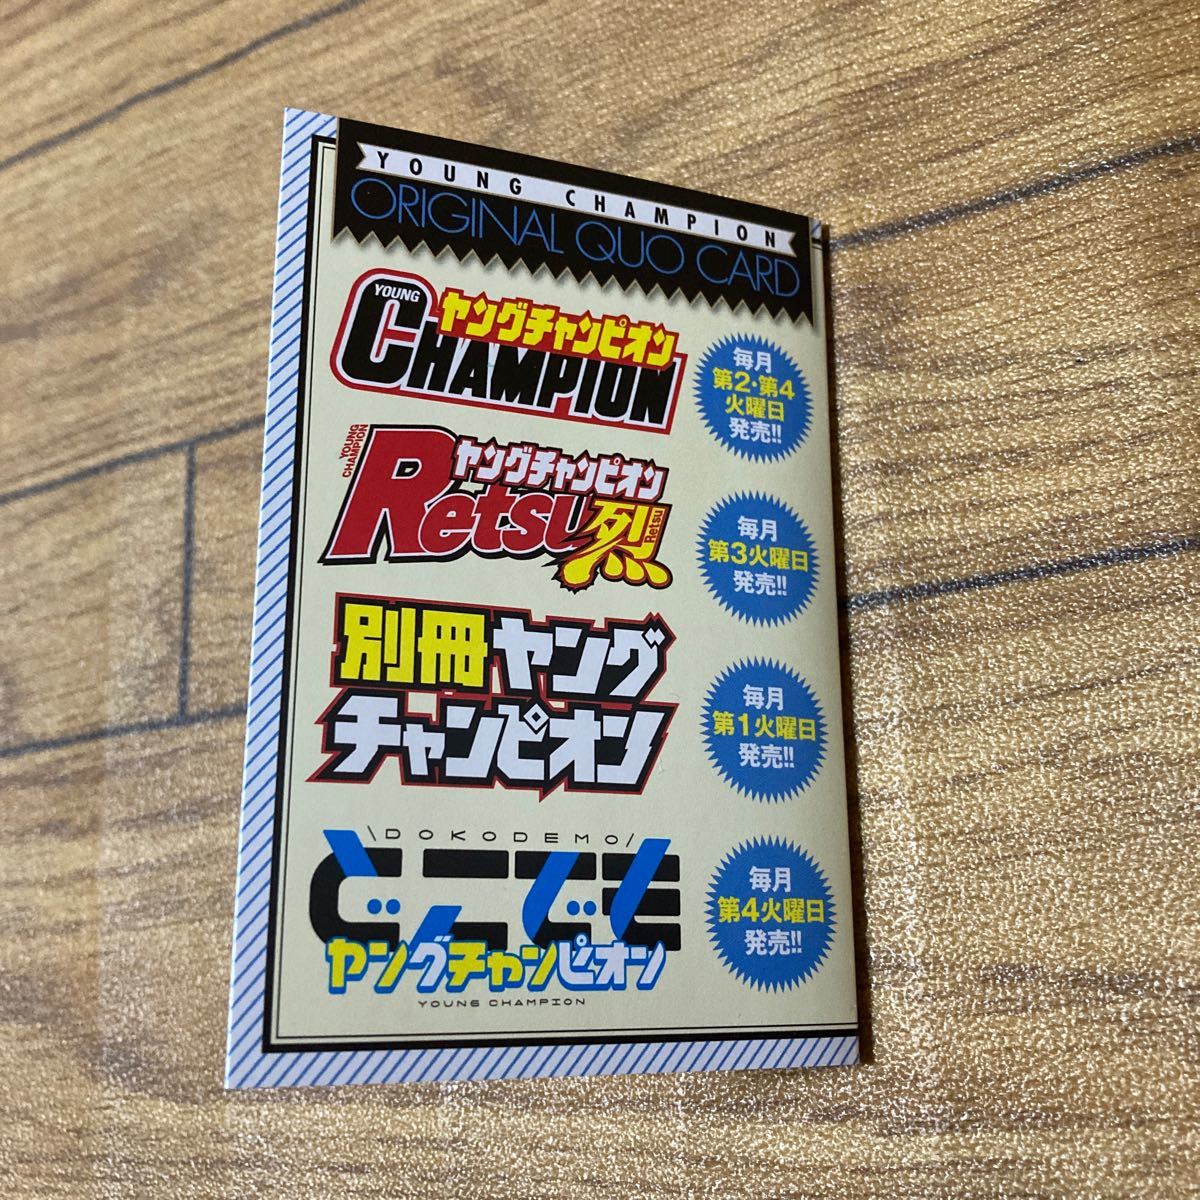 YOUNG CHAMPION
ORIGINAL QUO CARD
YOUNG
ヤングチャンピオン
CHAMPION
毎月
第2・第4
火曜日
発売!!
YOUNG
CHAMPION
ヤングチャンピオン
Retsu烈
Retsu
毎月
第3火曜日
発売!!
別冊ヤング
チャンピオン
毎月
第1火曜日
発売!!
\DOKODEMO/
どこでも
ヤングチャンピオン
YOUNG CHAMPION
毎月
第4火曜日
発売!!